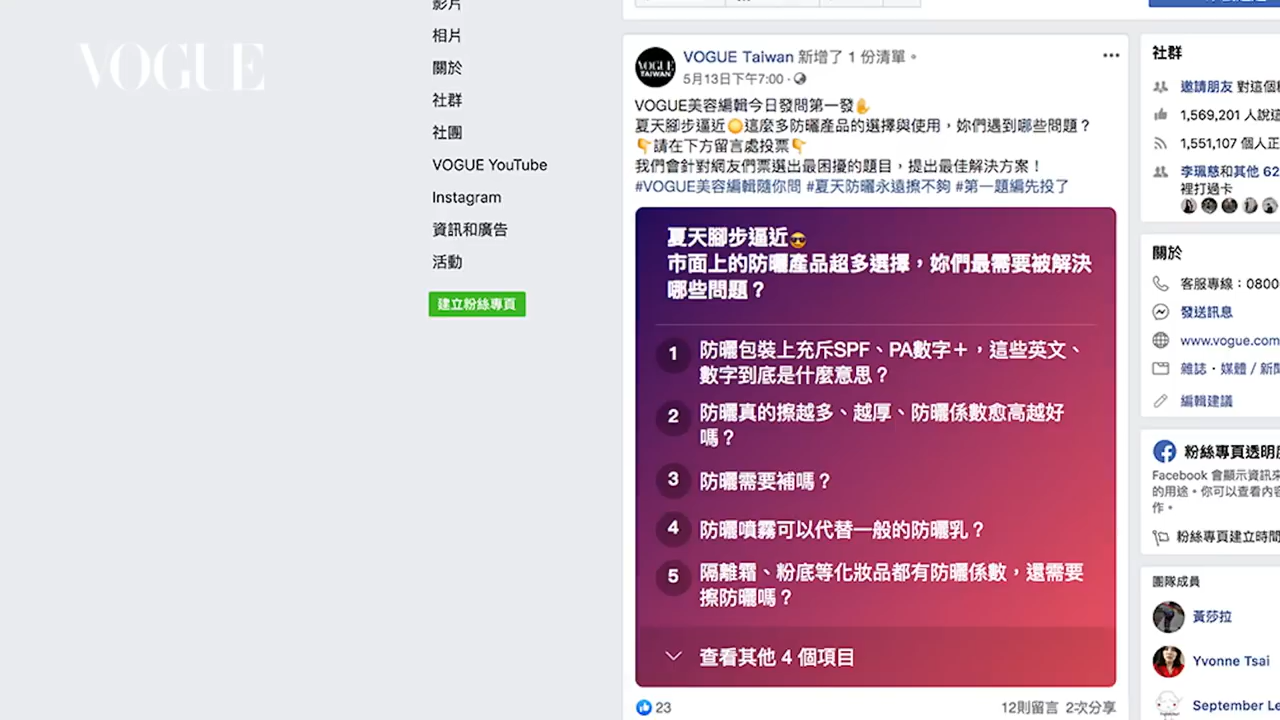 影片
相片
關於
社群
社團
VOGUE YouTube
Instagram
資訊和廣告
活動
建立粉絲專頁
VOGUE
VOGUE TAIWAN
VOGUE Taiwan 新增了 1 份清單。
5月13日下午7:00 ·
VOGUE美容編輯今日發問第一發✋
夏天腳步逼近🌕這麼多防曬產品的選擇與使用，妳們遇到哪些問題？
👇請在下方留言處投票👇
我們會針對網友們票選出最困擾的題目，提出最佳解決方案！
#VOGUE美容編輯隨你問 #夏天防曬永遠擦不夠 #第一題編先投了
夏天腳步逼近😎
市面上的防曬產品超多選擇，妳們最需要被解決
哪些問題？
1 防曬包裝上充斥SPF、PA數字＋，這些英文、
數字到底是什麼意思？
2 防曬真的擦越多、越厚、防曬係數愈高越好
嗎？
3 防曬需要補嗎？
4 防曬噴霧可以代替一般的防曬乳？
5 隔離霜、粉底等化妝品都有防曬係數，還需要
擦防曬嗎？
查看其他 4 個項目
23
12則留言 2次分享
社群
邀請朋友 對這個
1,569,201 人說這
1,551,107 個人正
李珮慈和其他 62
裡打過卡
關於
客服專線：0800
發送訊息
www.vogue.com
雜誌・媒體 / 新聞
編輯建議
粉絲專頁透明度
Facebook 會顯示資訊來
的用途。你可以查看內容
作。
粉絲專頁建立時間
團隊成員
黃莎拉
Yvonne Tsai
September Le